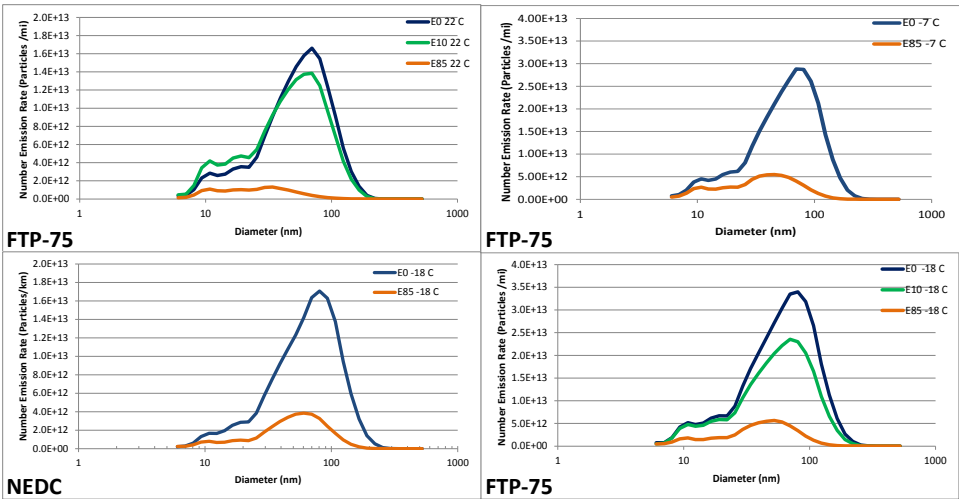 2.0E+13
1.8E+13
1.6E+13
1.4E+13
1.2E+13
1.0E+13
8.0E+12
6.0E+12
4.0E+12
2.0E+12
0.0E+00
Number Emission Rate (Particles /mi)
E0 22 C
E10 22 C
E85 22 C
1 10 100 1000
Diameter (nm)
FTP-75
4.00E+13
3.50E+13
3.00E+13
2.50E+13
2.00E+13
1.50E+13
1.00E+13
5.00E+12
0.00E+00
Number Emission Rate (Particles /mi)
E0 -7 C
E85 -7 C
1 10 100 1000
Diameter (nm)
FTP-75
2.0E+13
1.8E+13
1.6E+13
1.4E+13
1.2E+13
1.0E+13
8.0E+12
6.0E+12
4.0E+12
2.0E+12
0.0E+00
Number Emission Rate (Particles/km)
E0 -18 C
E85 -18 C
1 10 100 1000
Diameter (nm)
NEDC
4.0E+13
3.5E+13
3.0E+13
2.5E+13
2.0E+13
1.5E+13
1.0E+13
5.0E+12
0.0E+00
Number Emission Rate (Particles /mi)
E0 -18 C
E10 -18 C
E85 -18 C
1 10 100 1000
Diameter (nm)
FTP-75